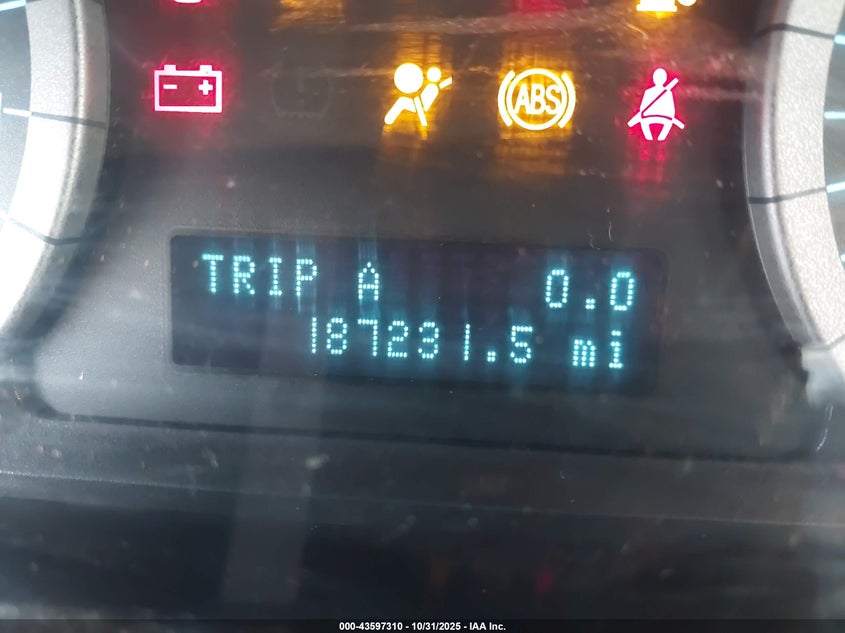 ABS
TRIP A 0.0
187231.5 mi
000-43597310 - 10/31/2025 - IAA Inc.